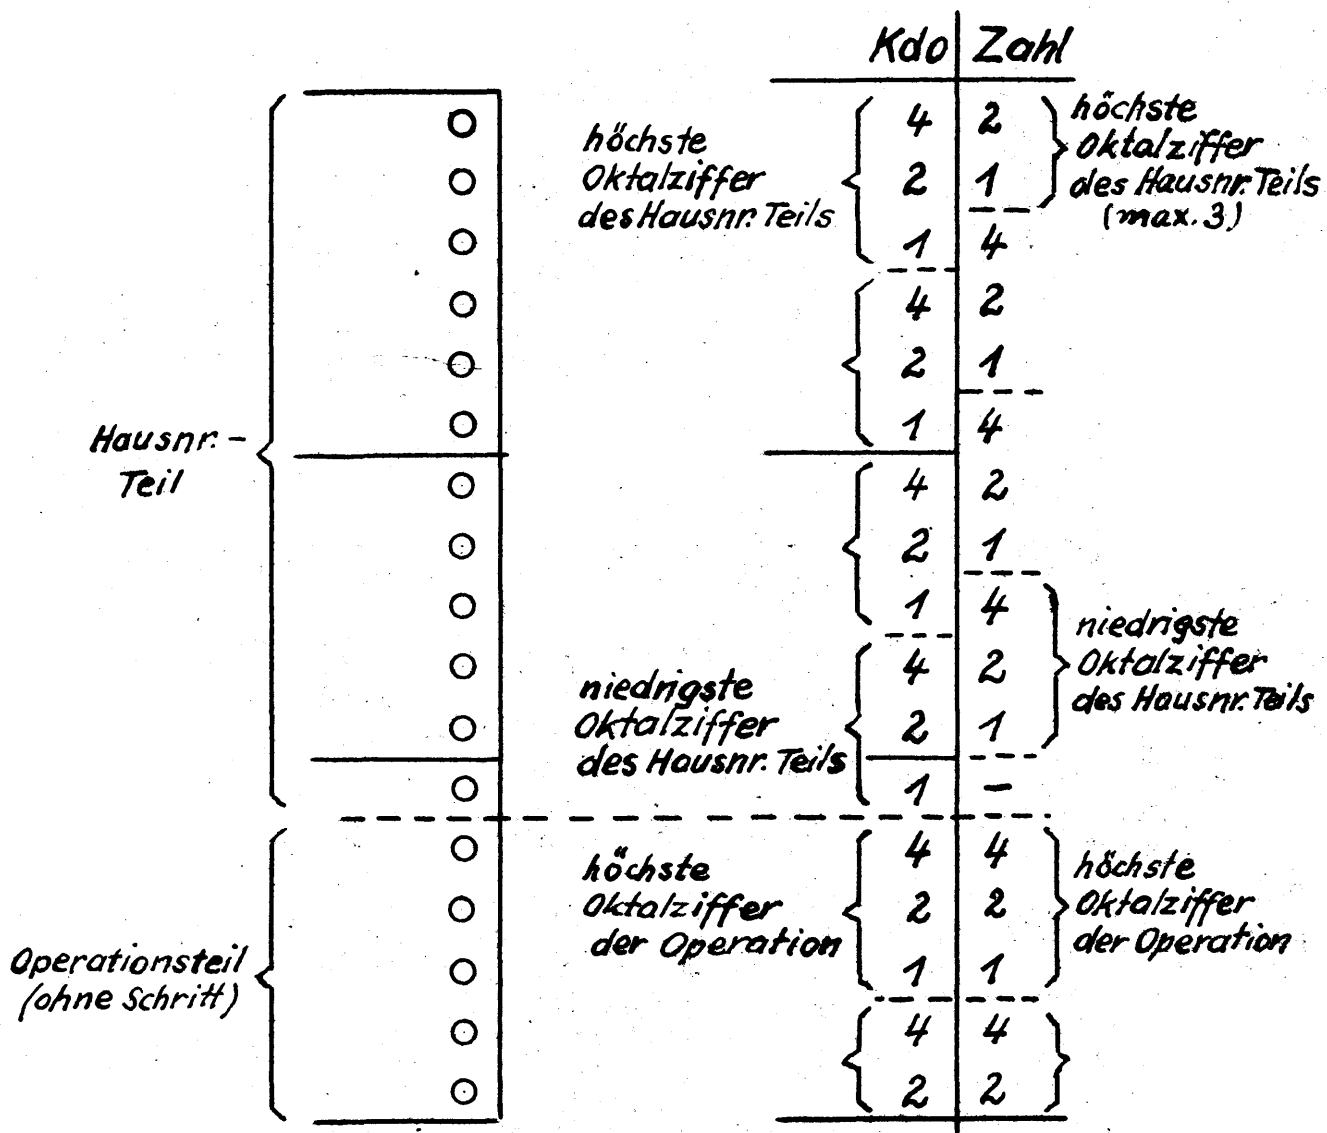 Kdo Zahl
höchste
Oktalziffer
des Hausnr. Teils
4 2
2 1
1 4
höchste
Oktalziffer
des Hausnr. Teils
(max. 3)
4 2
2 1
1 4
Hausnr.-
Teil
4 2
2 1
1 4
4 2
2 1
1 -
niedrigste
Oktalziffer
des Hausnr. Teils
niedrigste
Oktalziffer
des Hausnr. Teils
Operationsteil
(ohne Schritt)
höchste
Oktalziffer
der Operation
4 4
2 2
1 1
höchste
Oktalziffer
der Operation
4 4
2 2